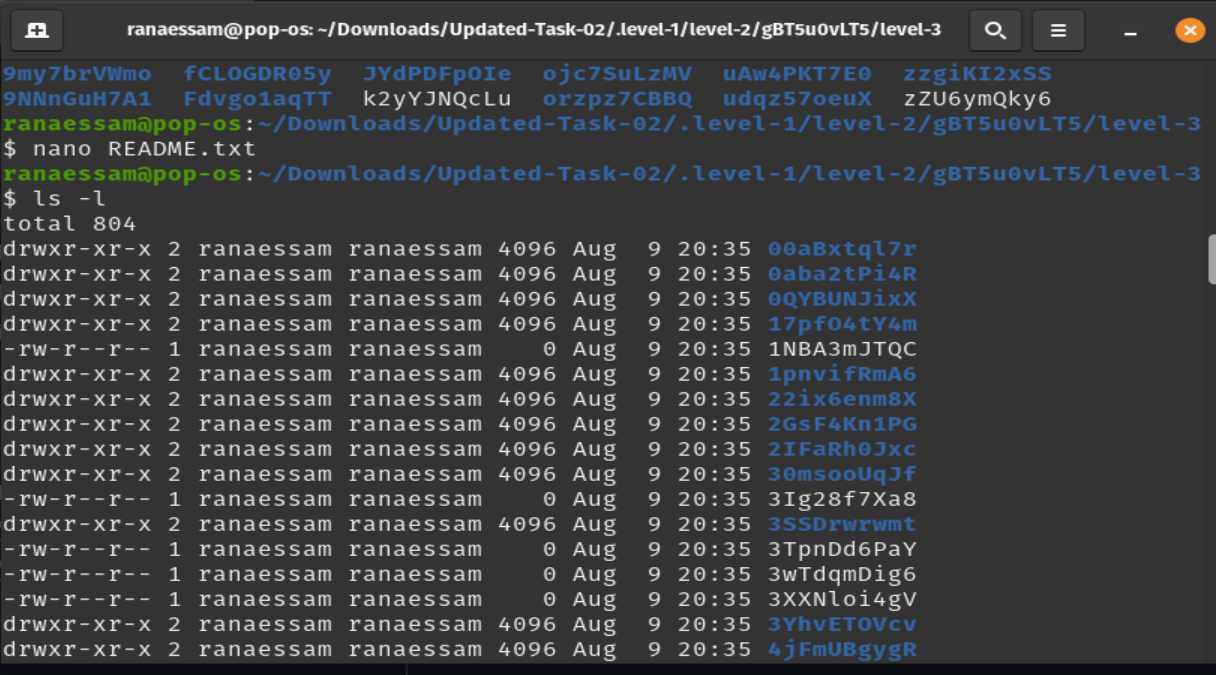 ranaessam@pop-os: ~/Downloads/Updated-Task-02/.level-1/level-2/gBT5u0vLT5/level-3
9my7brVWmo fCLOGDR05y JYdPDFpOIe ojc7SuLzMV uAw4PKT7E0 zzgiKI2xSS
9NNnGuH7A1 Fdvgo1aqTT k2yYJNQcLu orzpz7CBBQ udqz57oeuX zZU6ymQky6
ranaessam@pop-os:~/Downloads/Updated-Task-02/.level-1/level-2/gBT5u0vLT5/level-3
$ nano README.txt
ranaessam@pop-os:~/Downloads/Updated-Task-02/.level-1/level-2/gBT5u0vLT5/level-3
$ ls -l
total 804
drwxr-xr-x 2 ranaessam ranaessam 4096 Aug  9 20:35 00aBxtql7r
drwxr-xr-x 2 ranaessam ranaessam 4096 Aug  9 20:35 0aba2tPi4R
drwxr-xr-x 2 ranaessam ranaessam 4096 Aug  9 20:35 0QYBUNJixX
drwxr-xr-x 2 ranaessam ranaessam 4096 Aug  9 20:35 17pfO4tY4m
-rw-r--r-- 1 ranaessam ranaessam    0 Aug  9 20:35 1NBA3mJTQC
drwxr-xr-x 2 ranaessam ranaessam 4096 Aug  9 20:35 1pnvifRmA6
drwxr-xr-x 2 ranaessam ranaessam 4096 Aug  9 20:35 22ix6enm8X
drwxr-xr-x 2 ranaessam ranaessam 4096 Aug  9 20:35 2GsF4Kn1PG
drwxr-xr-x 2 ranaessam ranaessam 4096 Aug  9 20:35 2IFaRh0Jxc
drwxr-xr-x 2 ranaessam ranaessam 4096 Aug  9 20:35 30msooUqJf
-rw-r--r-- 1 ranaessam ranaessam    0 Aug  9 20:35 3Ig28f7Xa8
drwxr-xr-x 2 ranaessam ranaessam 4096 Aug  9 20:35 3SSDrwrwmt
-rw-r--r-- 1 ranaessam ranaessam    0 Aug  9 20:35 3TpnDd6PaY
-rw-r--r-- 1 ranaessam ranaessam    0 Aug  9 20:35 3wTdqmDig6
-rw-r--r-- 1 ranaessam ranaessam    0 Aug  9 20:35 3XXNloi4gV
drwxr-xr-x 2 ranaessam ranaessam 4096 Aug  9 20:35 3YhvETOVcv
drwxr-xr-x 2 ranaessam ranaessam 4096 Aug  9 20:35 4jFmUBgygR